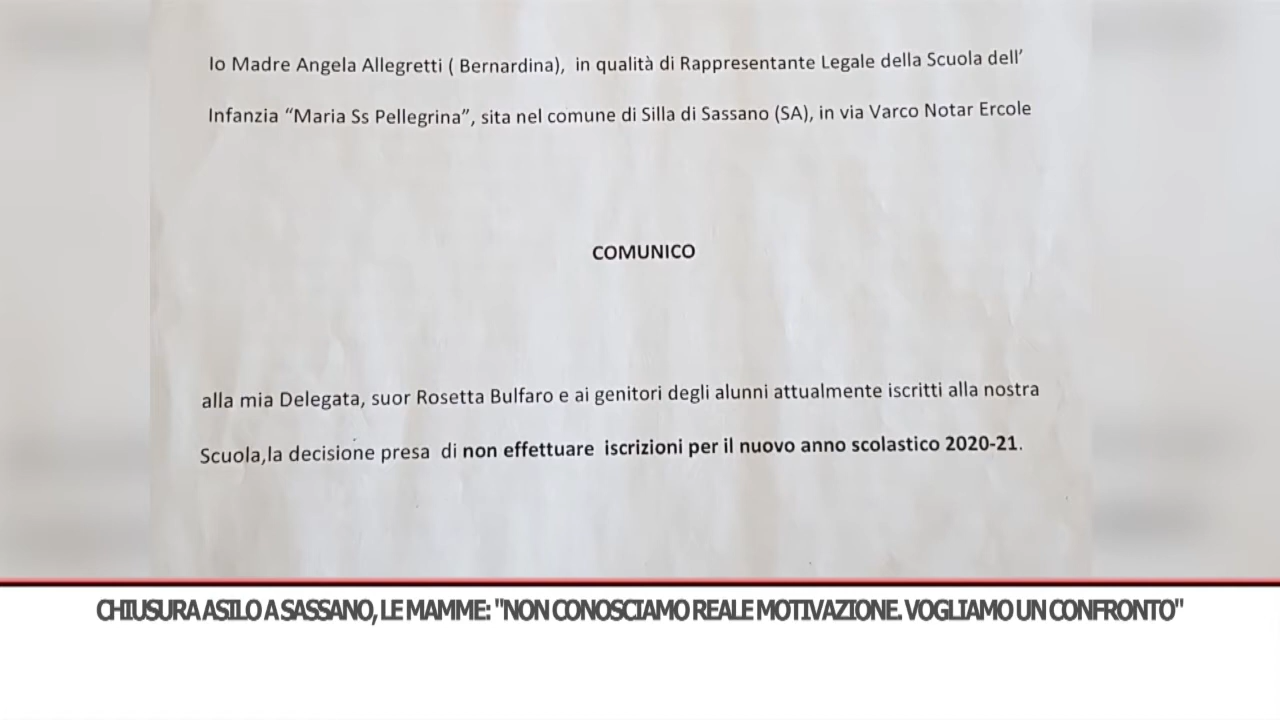 Io Madre Angela Allegretti ( Bernardina), in qualità di Rappresentante Legale della Scuola dell’
Infanzia “Maria Ss Pellegrina”, sita nel comune di Silla di Sassano (SA), in via Varco Notar Ercole
COMUNICO
alla mia Delegata, suor Rosetta Bulfaro e ai genitori degli alunni attualmente iscritti alla nostra
Scuola,la decisione presa di non effettuare iscrizioni per il nuovo anno scolastico 2020-21.
CHIUSURA ASILO A SASSANO, LE MAMME: "NON CONOSCIAMO REALE MOTIVAZIONE. VOGLIAMO UN CONFRONTO"